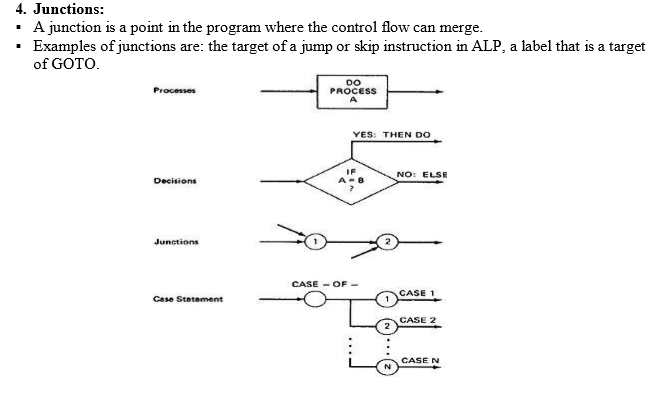 4. Junctions:
▪ A junction is a point in the program where the control flow can merge.
▪ Examples of junctions are: the target of a jump or skip instruction in ALP, a label that is a target
of GOTO.
Processes
DO
PROCESS
A
YES: THEN DO
Decisions
IF
A = B
?
NO: ELSE
Junctions
1
2
CASE – OF –
Case Statement
1
CASE 1
2
CASE 2
N
CASE N